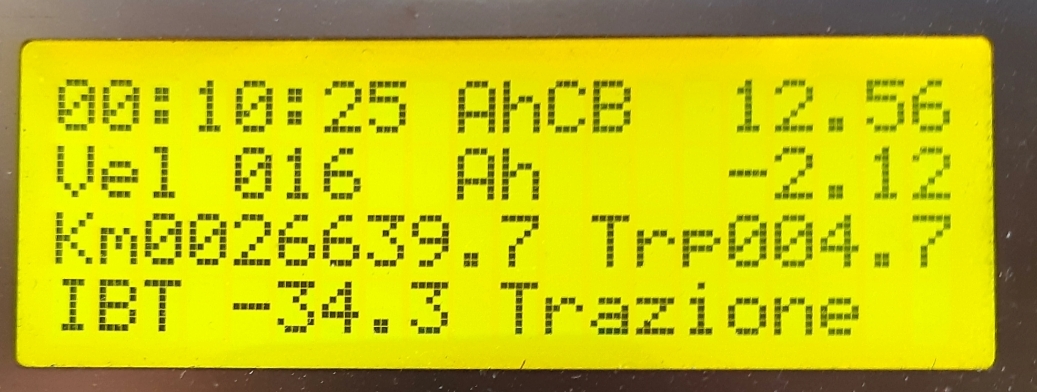 00:10:25 AhCB 12.56
Vel 016 Ah -2.12
Km0026639.7 Trp004.7
IBT -34.3 Trazione